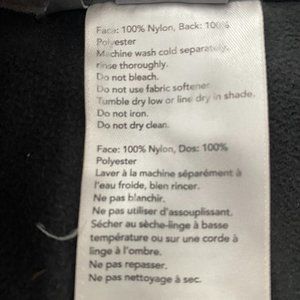 Face: 100% Nylon, Back: 100%
Polyester
Machine wash cold separately,
rinse thoroughly.
Do not bleach.
Do not use fabric softener.
Tumble dry low or line dry in shade.
Do not iron.
Do not dry clean.
Face: 100% Nylon, Dos: 100%
Polyester
Laver à la machine séparément à
l'eau froide, bien rincer.
Ne pas blanchir.
Ne pas utiliser d'assouplissant.
Sécher au sèche-linge à basse
température ou sur une corde à
linge à l'ombre.
Ne pas repasser.
Ne pas nettoyage à sec.